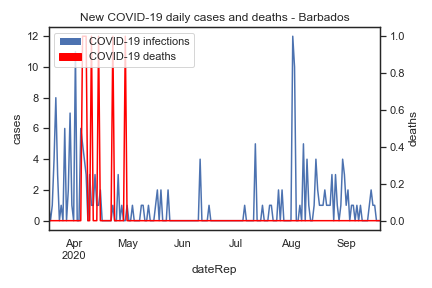 New COVID-19 daily cases and deaths - Barbados
COVID-19 infections
COVID-19 deaths
12
10
8
6
4
2
0
cases
1.0
0.8
0.6
0.4
0.2
0.0
deaths
Apr
2020
May
Jun
Jul
Aug
Sep
dateRep